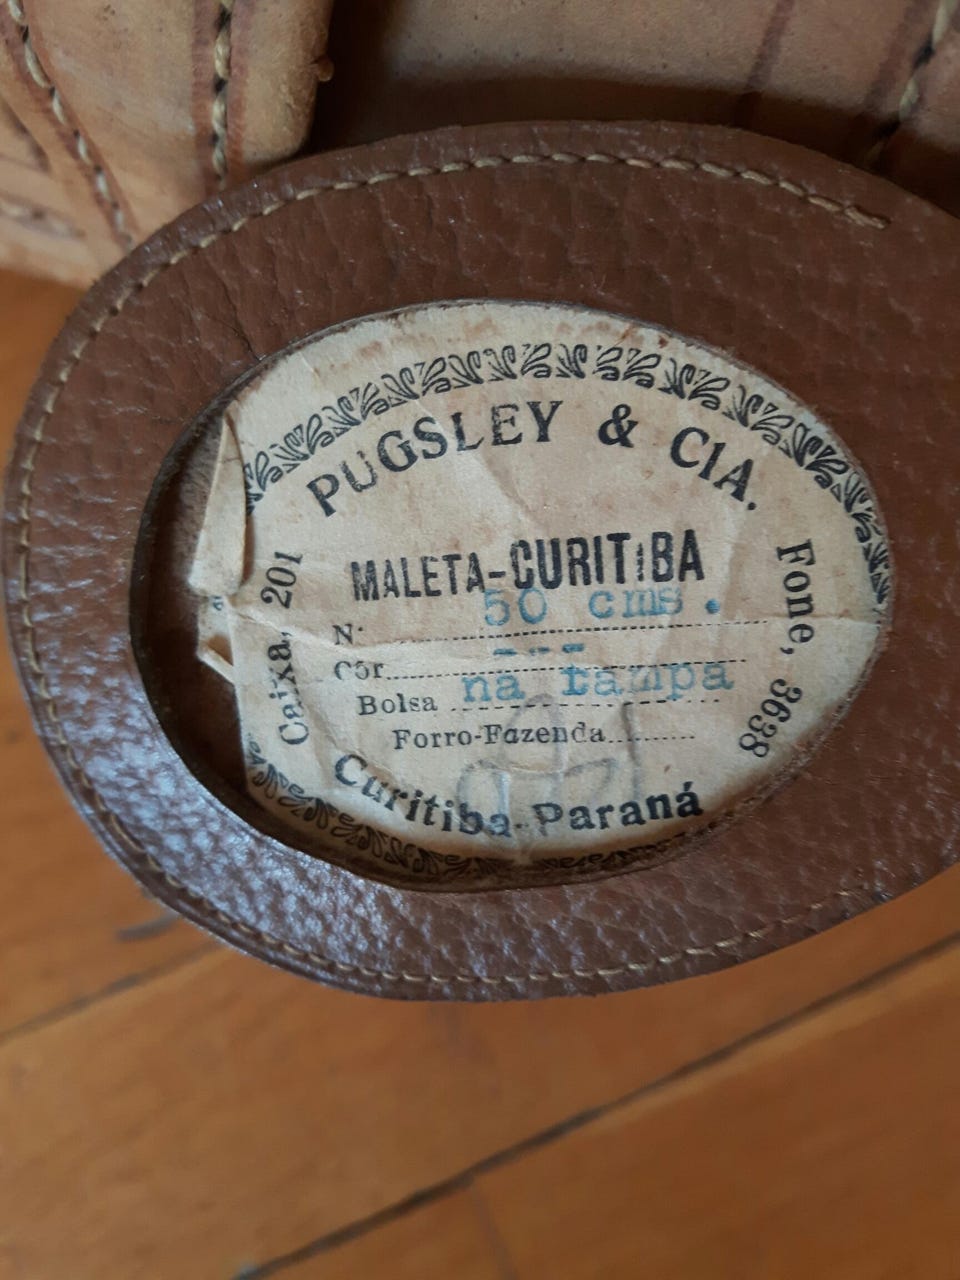 PUGSLEY & CIA.
Caixa, 201
Fone, 3638
MALETA-CURITIBA
N. 50 cms.
Côr ---
Bolsa na tampa
Forro-Fazenda
Curitiba-Paraná